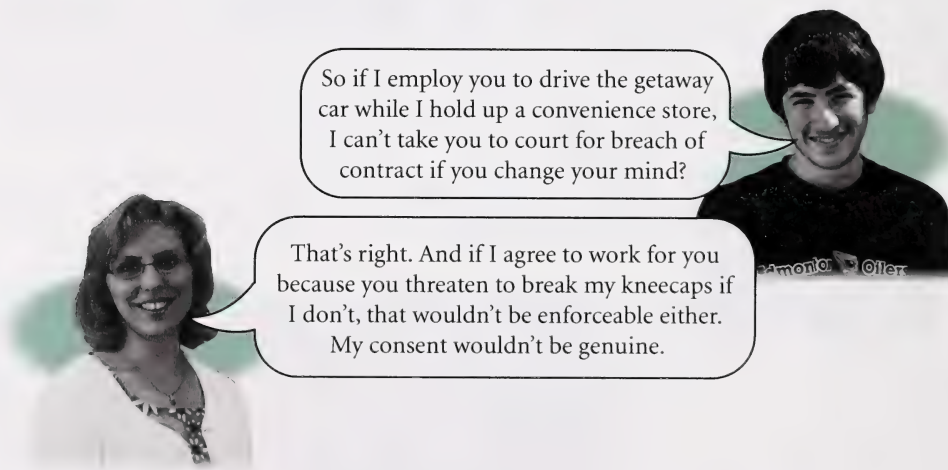 So if I employ you to drive the getaway
car while I hold up a convenience store,
I can't take you to court for breach of
contract if you change your mind?
dmonton Oilers
That's right. And if I agree to work for you
because you threaten to break my kneecaps if
I don't, that wouldn't be enforceable either.
My consent wouldn't be genuine.